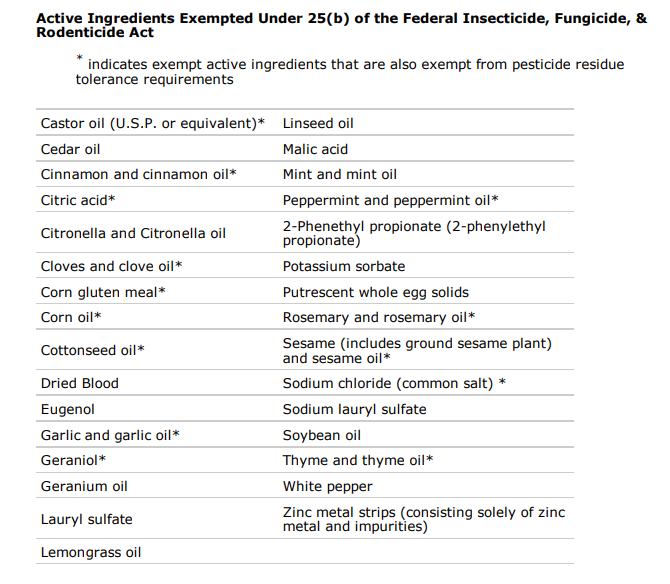 Active Ingredients Exempted Under 25(b) of the Federal Insecticide, Fungicide, &
Rodenticide Act
* indicates exempt active ingredients that are also exempt from pesticide residue
tolerance requirements
Castor oil (U.S.P. or equivalent)* Linseed oil
Cedar oil Malic acid
Cinnamon and cinnamon oil* Mint and mint oil
Citric acid* Peppermint and peppermint oil*
Citronella and Citronella oil 2-Phenethyl propionate (2-phenylethyl
propionate)
Cloves and clove oil* Potassium sorbate
Corn gluten meal* Putrescent whole egg solids
Corn oil* Rosemary and rosemary oil*
Cottonseed oil* Sesame (includes ground sesame plant)
and sesame oil*
Dried Blood Sodium chloride (common salt) *
Eugenol Sodium lauryl sulfate
Garlic and garlic oil* Soybean oil
Geraniol* Thyme and thyme oil*
Geranium oil White pepper
Lauryl sulfate Zinc metal strips (consisting solely of zinc
metal and impurities)
Lemongrass oil